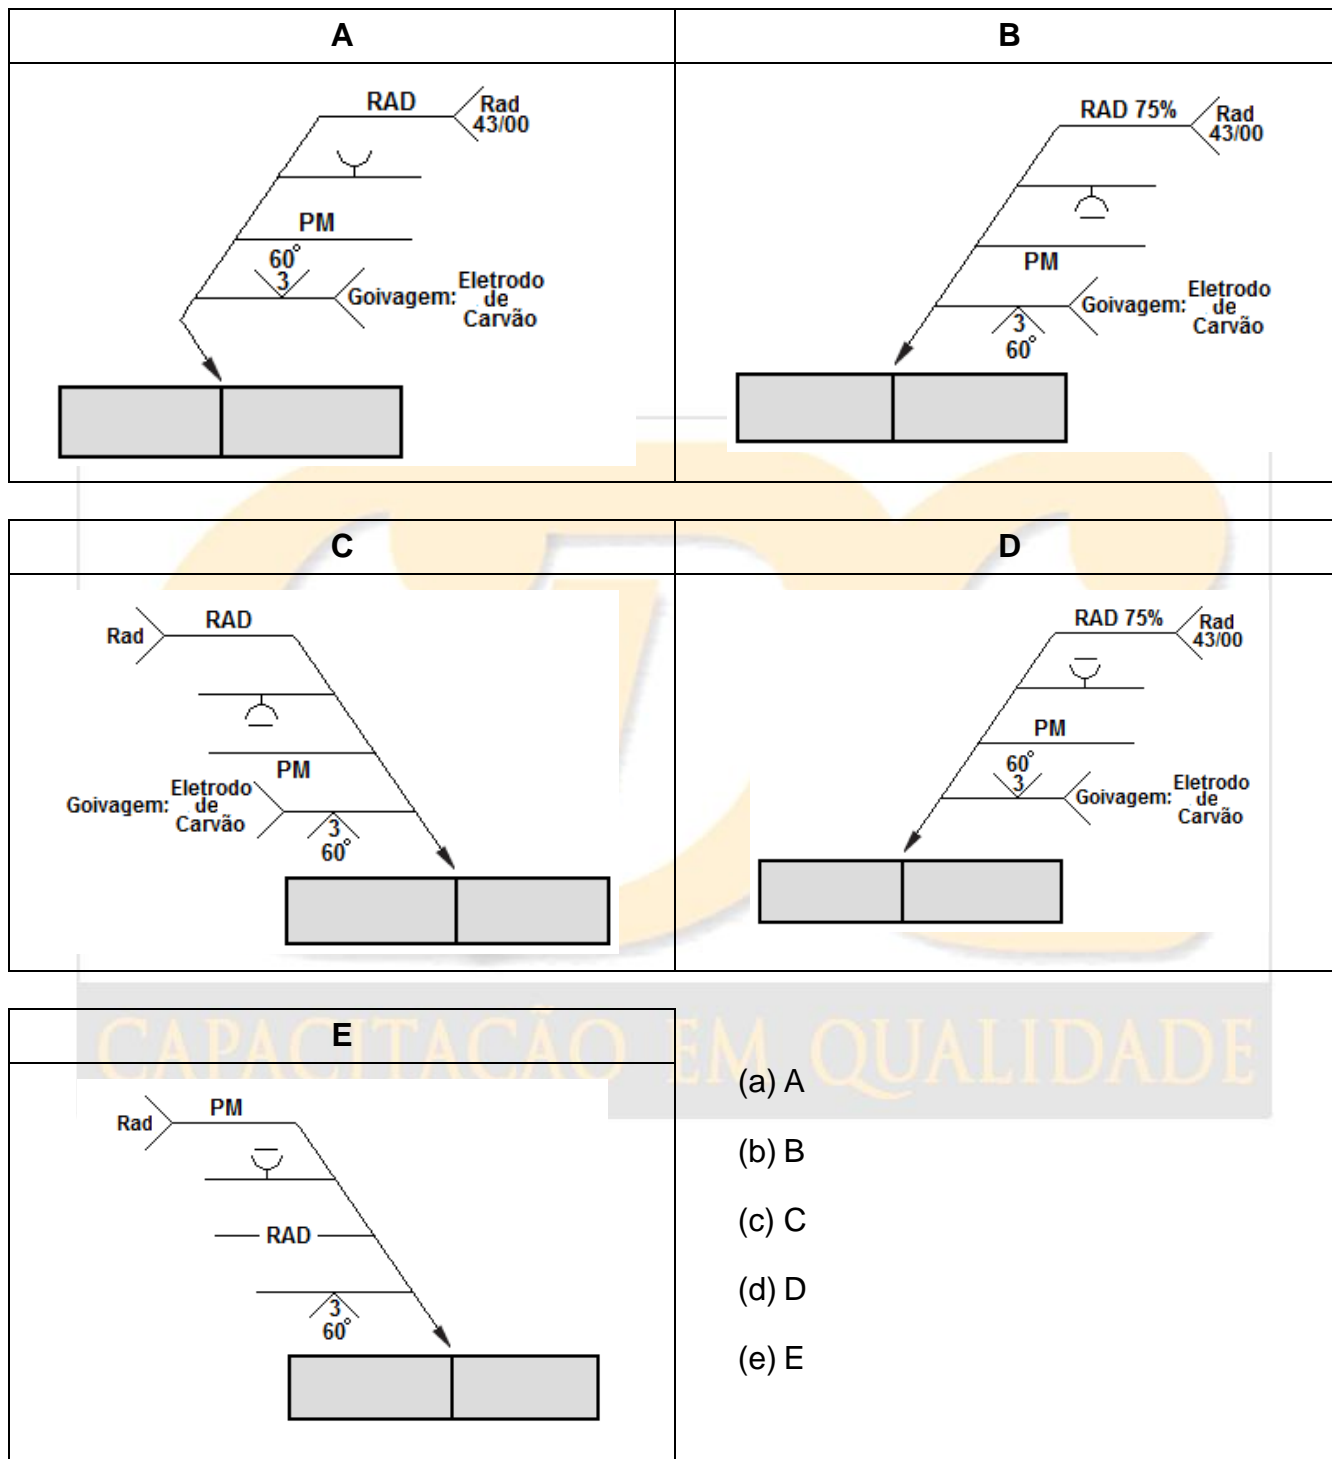 A
RAD
Rad
43/00
PM
60°
3
Goivagem: Eletrodo
de
Carvão
B
RAD 75%
Rad
43/00
PM
Goivagem: Eletrodo
de
Carvão
3
60°
C
Rad
RAD
PM
Goivagem: Eletrodo
de
Carvão
3
60°
D
RAD 75%
Rad
43/00
PM
60°
3
Goivagem: Eletrodo
de
Carvão
E
Rad
PM
RAD
3
60°
(a) A
(b) B
(c) C
(d) D
(e) E
CAPACITAÇÃO EM QUALIDADE